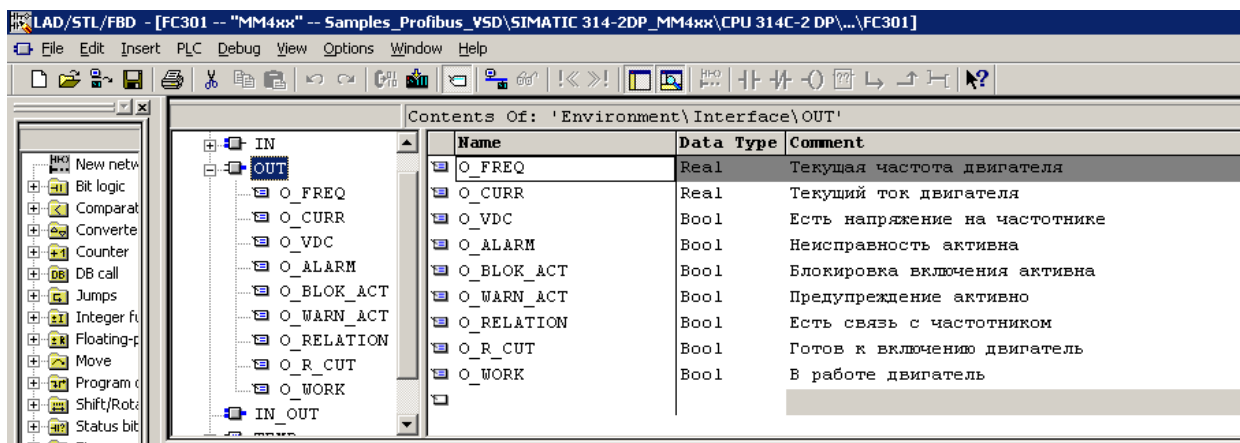 LAD/STL/FBD - [FC301 -- "MM4xx" -- Samples_Profibus_VSD\SIMATIC 314-2DP_MM4xx\CPU 314C-2 DP\...\FC301]
File Edit Insert PLC Debug View Options Window Help
Contents Of: 'Environment\Interface\OUT'
New netw
Bit logic
Comparat
Converte
Counter
DB call
Jumps
Integer fu
Floating-p
Move
Program c
Shift/Rota
Status bit
IN
OUT
O_FREQ
O_CURR
O_VDC
O_ALARM
O_BLOK_ACT
O_WARN_ACT
O_RELATION
O_R_CUT
O_WORK
IN_OUT
Name Data Type Comment
O_FREQ Real Текущая частота двигателя
O_CURR Real Текущий ток двигателя
O_VDC Bool Есть напряжение на частотнике
O_ALARM Bool Неисправность активна
O_BLOK_ACT Bool Блокировка включения активна
O_WARN_ACT Bool Предупреждение активно
O_RELATION Bool Есть связь с частотником
O_R_CUT Bool Готов к включению двигатель
O_WORK Bool В работе двигатель